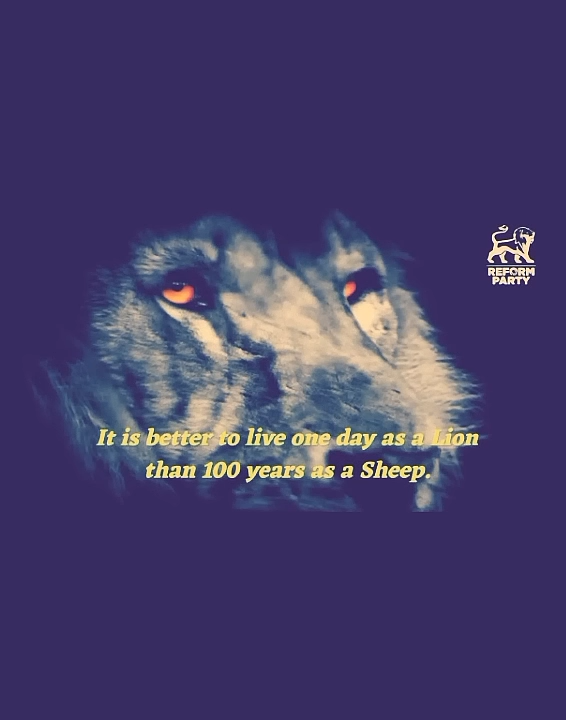 REFORM
PARTY
It is better to live one day as a Lion
than 100 years as a Sheep.